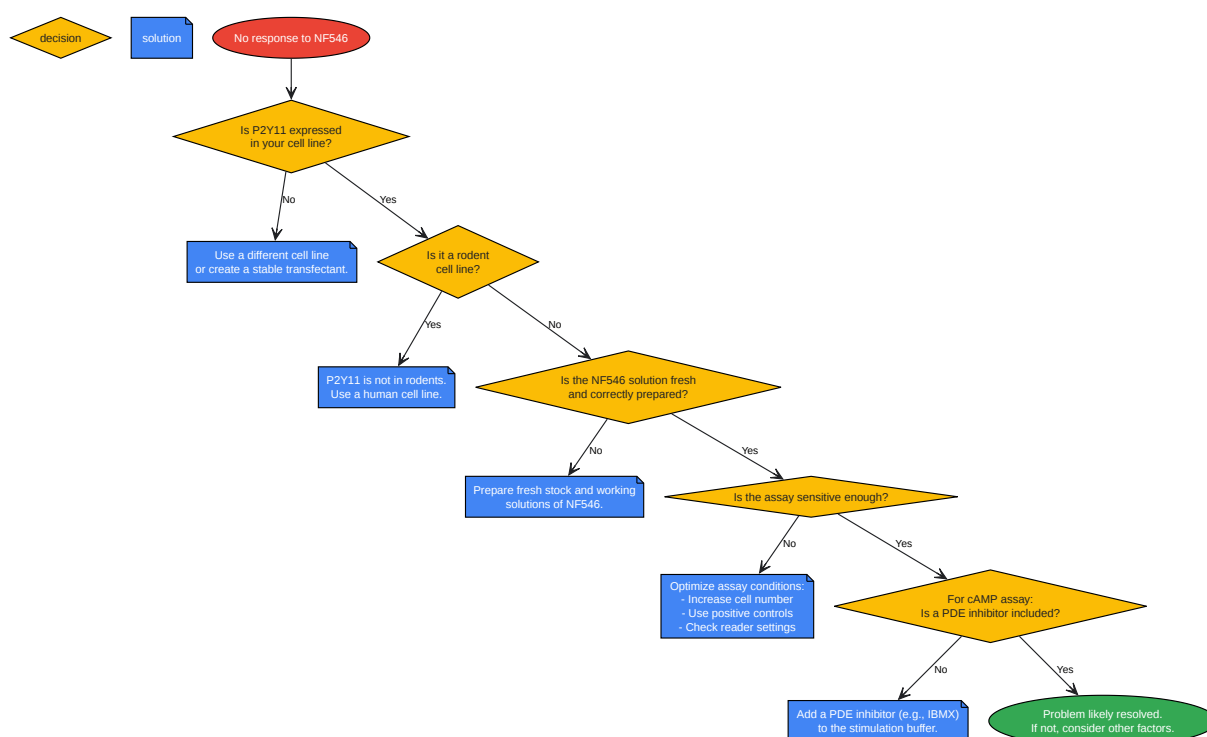 decision
solution
No response to NF546
Is P2Y11 expressed
in your cell line?
No
Yes
Use a different cell line
or create a stable transfectant.
Is it a rodent
cell line?
Yes
No
P2Y11 is not in rodents.
Use a human cell line.
Is the NF546 solution fresh
and correctly prepared?
No
Yes
Prepare fresh stock and working
solutions of NF546.
Is the assay sensitive enough?
No
Yes
Optimize assay conditions:
- Increase cell number
- Use positive controls
- Check reader settings
For cAMP assay:
Is a PDE inhibitor included?
No
Yes
Add a PDE inhibitor (e.g., IBMX)
to the stimulation buffer.
Problem likely resolved.
If not, consider other factors.